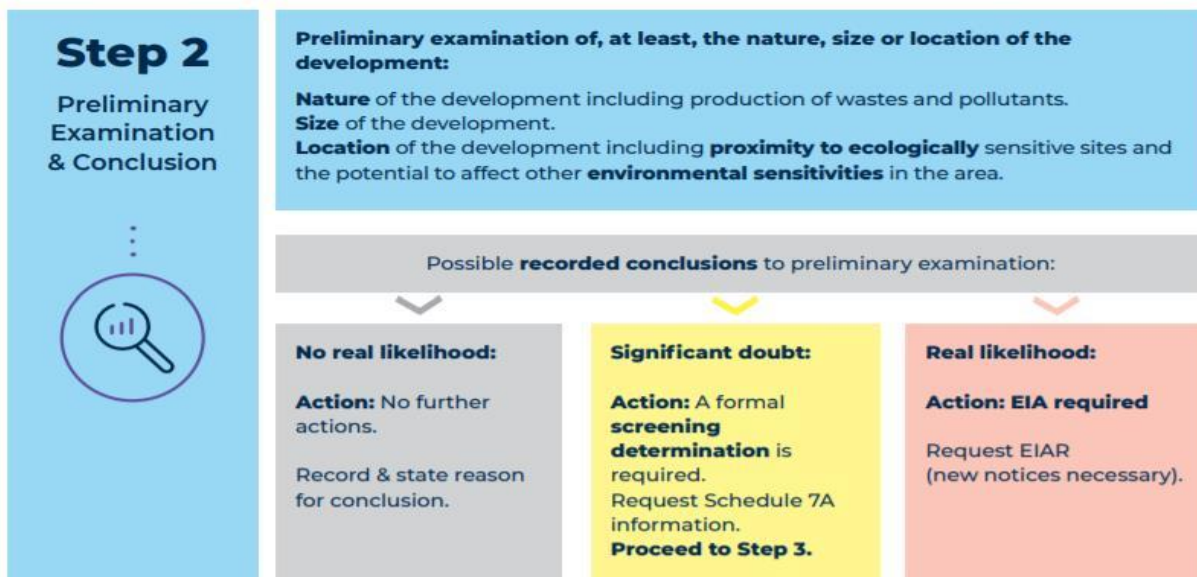 Step 2
Preliminary
Examination
& Conclusion
Preliminary examination of, at least, the nature, size or location of the
development:
Nature of the development including production of wastes and pollutants.
Size of the development.
Location of the development including proximity to ecologically sensitive sites and
the potential to affect other environmental sensitivities in the area.
Possible recorded conclusions to preliminary examination:
No real likelihood:
Action: No further
actions.
Record & state reason
for conclusion.
Significant doubt:
Action: A formal
screening
determination is
required.
Request Schedule 7A
information.
Proceed to Step 3.
Real likelihood:
Action: EIA required
Request EIAR
(new notices necessary).